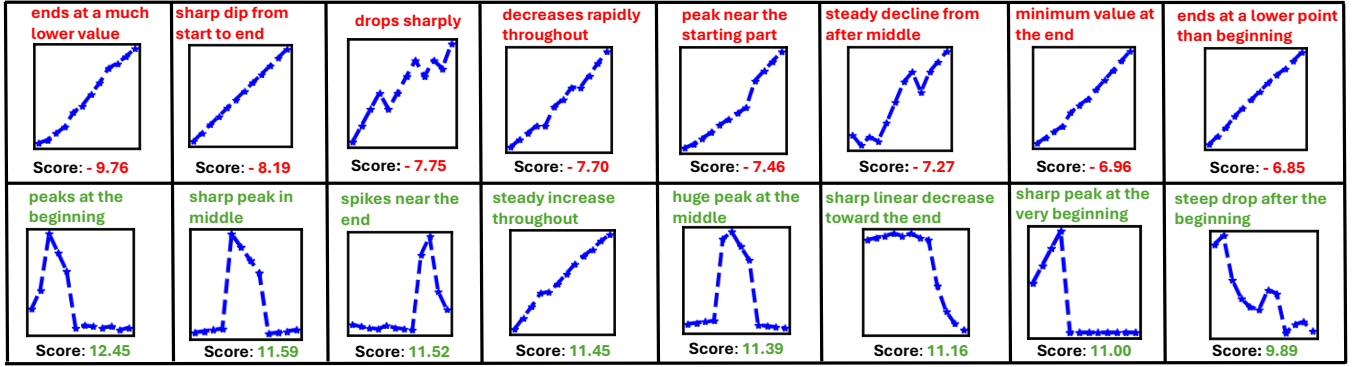 ends at a much
lower value
Score: - 9.76
sharp dip from
start to end
Score: - 8.19
drops sharply
Score: - 7.75
decreases rapidly
throughout
Score: - 7.70
peak near the
starting part
Score: - 7.46
steady decline from
after middle
Score: - 7.27
minimum value at
the end
Score: - 6.96
ends at a lower point
than beginning
Score: - 6.85
peaks at the
beginning
Score: 12.45
sharp peak in
middle
Score: 11.59
spikes near the
end
Score: 11.52
steady increase
throughout
Score: 11.45
huge peak at the
middle
Score: 11.39
sharp linear decrease
toward the end
Score: 11.16
sharp peak at the
very beginning
Score: 11.00
steep drop after the
beginning
Score: 9.89